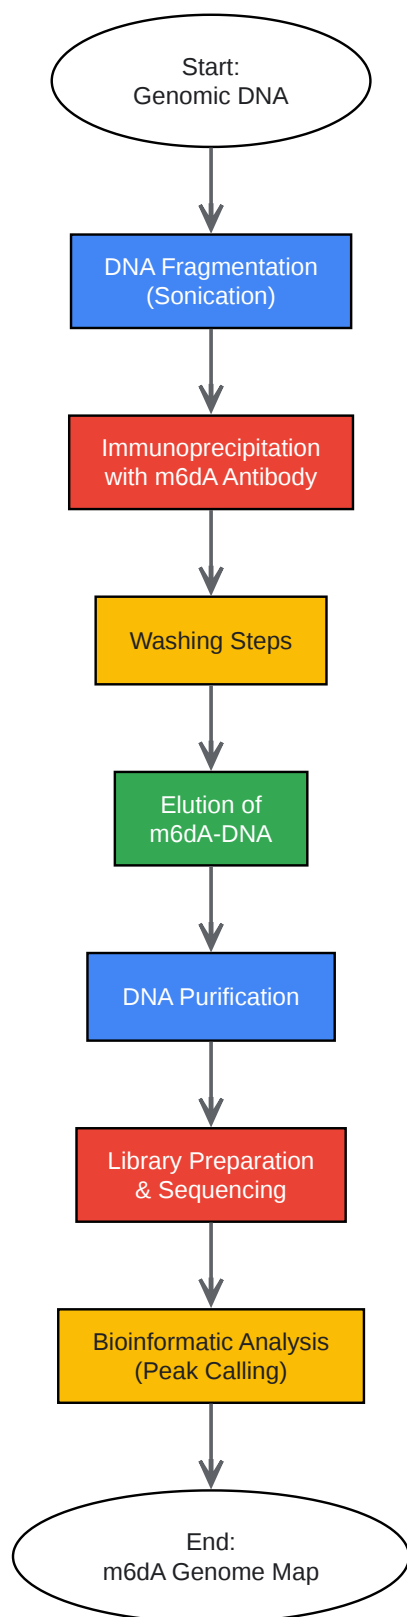 Start:
Genomic DNA
DNA Fragmentation
(Sonication)
Immunoprecipitation
with m6dA Antibody
Washing Steps
Elution of
m6dA-DNA
DNA Purification
Library Preparation
& Sequencing
Bioinformatic Analysis
(Peak Calling)
End:
m6dA Genome Map